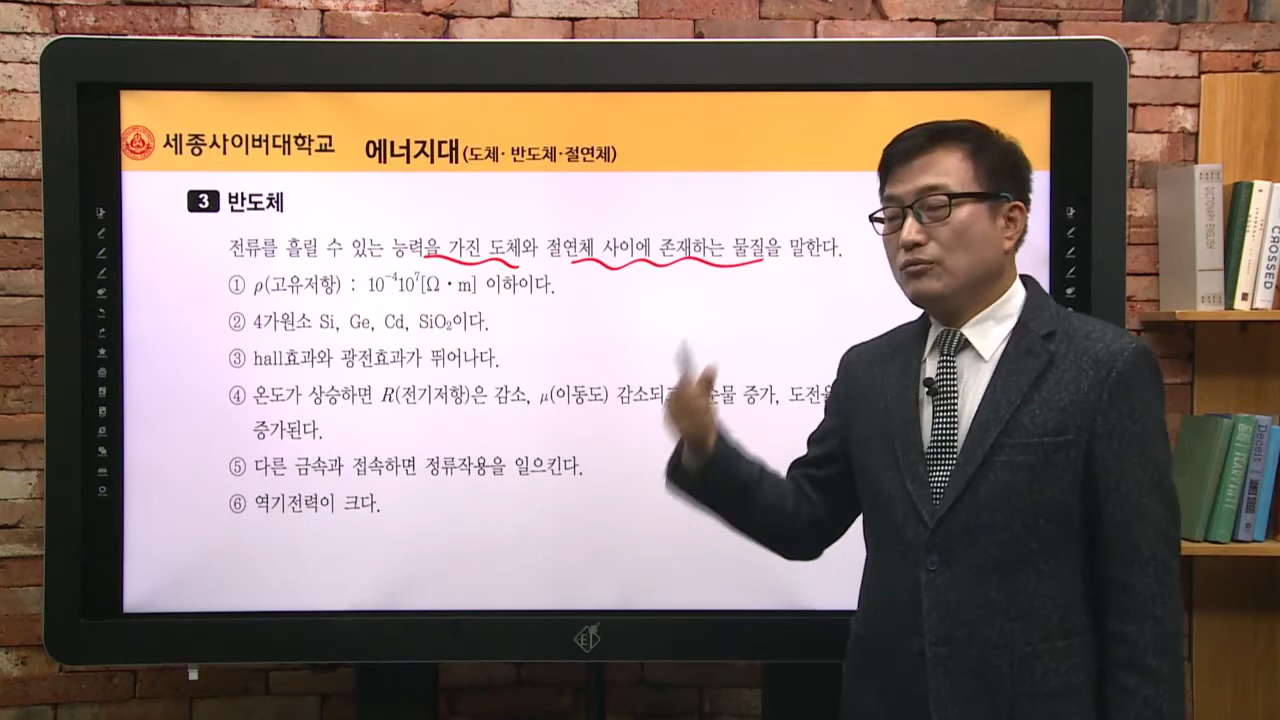 세종사이버대학교
에너지대(도체· 반도체·절연체)
3 반도체
전류를 흘릴 수 있는 능력을 가진 도체와 절연체 사이에 존재하는 물질을 말한다.
① ρ(고유저항) : 10⁻⁴10⁷[Ω・m] 이하이다.
② 4가원소 Si, Ge, Cd, SiO₂이다.
③ hall효과와 광전효과가 뛰어나다.
④ 온도가 상승하면 R(전기저항)은 감소, μ(이동도) 감소되고 증가,
증가된다.
⑤ 다른 금속과 접속하면 정류작용을 일으킨다.
⑥ 역기전력이 크다.
DICTIONARY ENGLISH
CROSSED
Deceit
JAMES